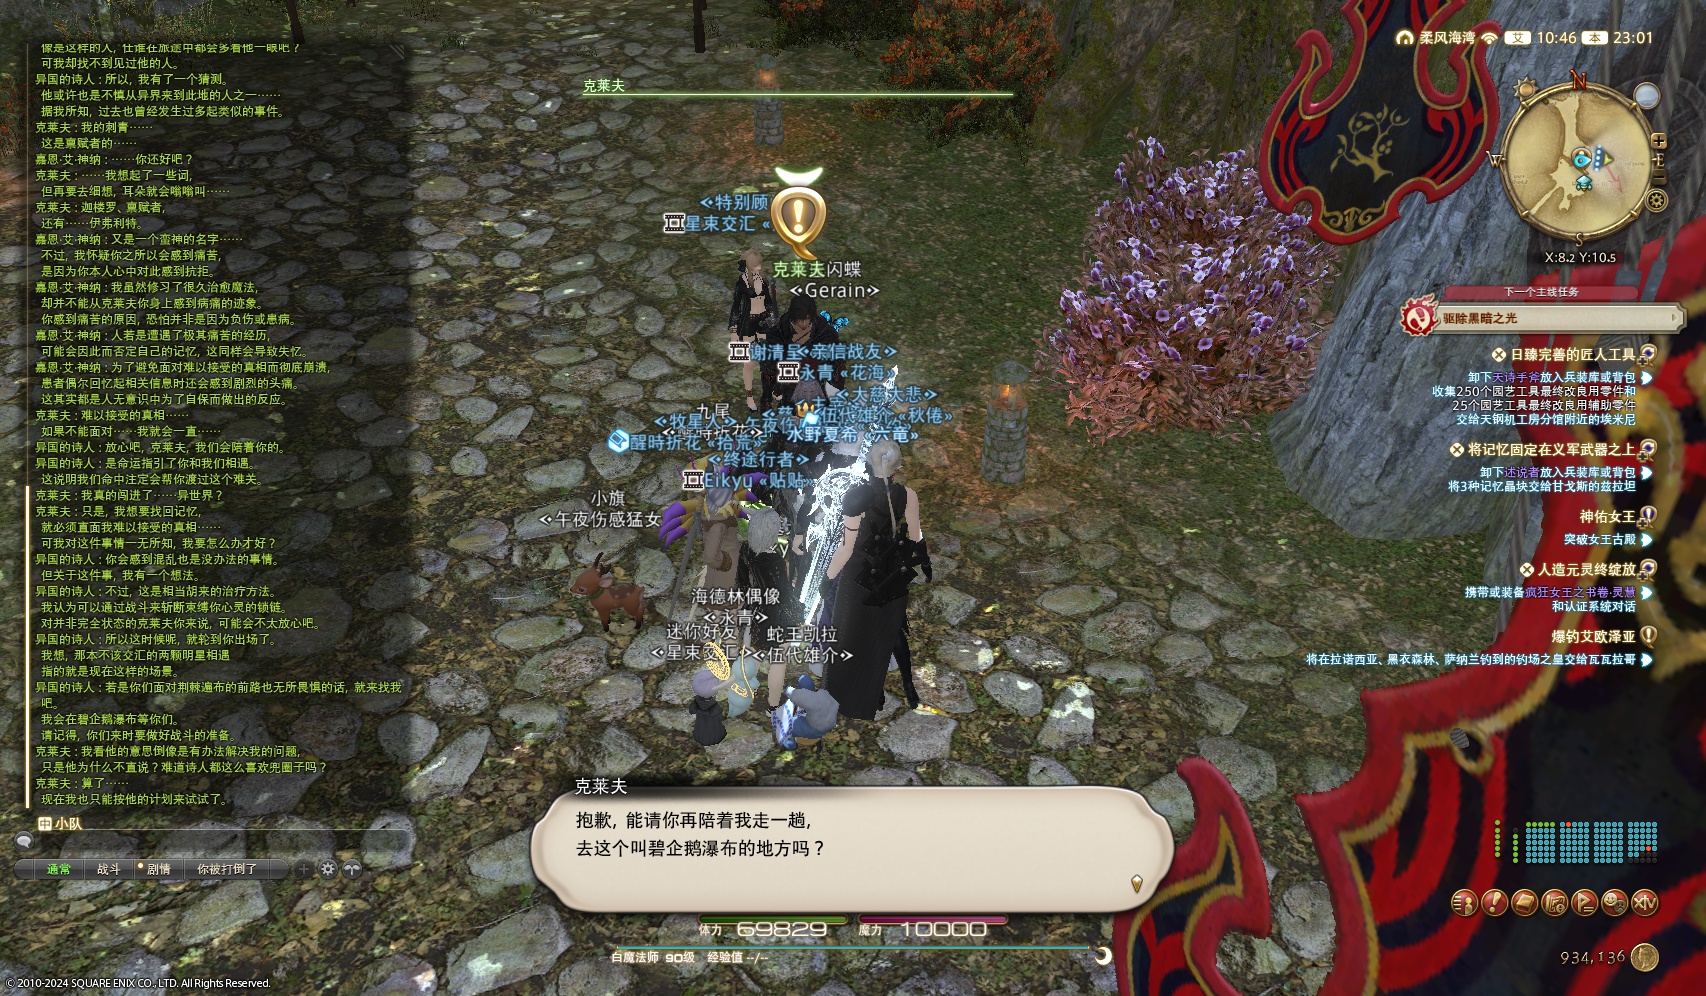 像是这样的人, 任谁在旅途中都会多看他一眼吧？
可我却找不到见过他的人。
异国的诗人 : 所以, 我有了一个猜测。
他或许也是不慎从异界来到此地的人之一……
据我所知, 过去也曾经发生过多起类似的事件。
克莱夫 : 我的刺青……
这是禀赋者的……
嘉恩·艾·神纳 : ……你还好吧？
克莱夫 : ……我想起了一些词,
但再要去细想, 耳朵就会嗡嗡叫……
克莱夫 : 迦楼罗、禀赋者,
还有……伊弗利特。
嘉恩·艾·神纳 : 又是一个蛮神的名字……
不过, 我怀疑你之所以会感到痛苦,
是因为你本人心中对此感到抗拒。
嘉恩·艾·神纳 : 我虽然修习了很久治愈魔法,
却并不能从克莱夫你身上感到病痛的迹象。
你感到痛苦的原因, 恐怕并非是因为负伤或患病。
嘉恩·艾·神纳 : 人若是遭遇了极其痛苦的经历,
可能会因此而否定自己的记忆, 这同样会导致失忆。
嘉恩·艾·神纳 : 为了避免面对难以接受的真相而彻底崩溃,
患者偶尔回忆起相关信息时还会感到剧烈的头痛。
这其实都是人无意识中为了自保而做出的反应。
克莱夫 : 难以接受的真相……
如果不能面对……我就会一直……
异国的诗人 : 放心吧, 克莱夫, 我们会陪着你的。
异国的诗人 : 是命运指引了你和我们相遇。
这说明我们命中注定会帮你渡过这个难关。
克莱夫 : 我真的闯进了……异世界？
克莱夫 : 只是, 我想要找回记忆,
就必须直面我难以接受的真相……
可我对这件事情一无所知, 我要怎么办才好？
异国的诗人 : 你会感到混乱也是没办法的事情。
但关于这件事, 我有一个想法。
异国的诗人 : 不过, 这是相当胡来的治疗方法。
我认为可以通过战斗来斩断束缚你心灵的锁链。
对并非完全状态的克莱夫你来说, 可能会不太放心吧。
异国的诗人 : 所以这时候呢, 就轮到你出场了。
我想, 那本不该交汇的两颗明星相遇
指的就是现在这样的场景。
异国的诗人 : 若是你们面对荆棘遍布的前路也无所畏惧的话, 就来找我
吧。
我会在碧企鹅瀑布等你们。
请记得, 你们来时要做好战斗的准备。
克莱夫 : 我看他的意思倒像是有办法解决我的问题,
只是他为什么不直说？难道诗人都这么喜欢兜圈子吗？
克莱夫 : 算了……
现在我也只能按他的计划来试试了。
中 小队
通常 战斗 剧情 你被打倒了
克莱夫
«特别顾
星束交汇 «
克莱夫闪蝶
«Gerain»
谢清呈«亲信战友»
永青 «花海»
大慈大悲»
九尾
«牧星人
伍代雄介 «秋倦»
水野夏希 «六竜»
醒時折花 «拾荒»
«终途行者»
Eikyu «贴贴»
小旗
«午夜伤感猛女
海德林偶像
«永青»
迷你好友
蛇王凯拉
«星束交汇»
«伍代雄介»
柔风海湾 艾 10:46 本 23:01
N
W
E
S
X:8.2 Y:10.5
下一个主线任务
驱除黑暗之光
日臻完善的匠人工具
卸下天诗手斧放入兵装库或背包
收集250个园艺工具最终改良用零件和
25个园艺工具最终改良用辅助零件
交给天钢机工房分馆附近的埃米尼
将记忆固定在义军武器之上
卸下述说者放入兵装库或背包
将3种记忆晶块交给甘戈斯的兹拉坦
神佑女王
突破女王古殿
人造元灵终绽放
携带或装备疯狂女王之书卷·灵慧
和认证系统对话
爆钓艾欧泽亚
将在拉诺西亚、黑衣森林、萨纳兰钓到的钓场之皇交给瓦瓦拉哥
克莱夫
抱歉, 能请你再陪着我走一趟,
去这个叫碧企鹅瀑布的地方吗？
体力 69829 魔力 10000
白魔法师 90级 经验值 --/--
XIV
934,136
© 2010-2024 SQUARE ENIX CO., LTD. All Rights Reserved.